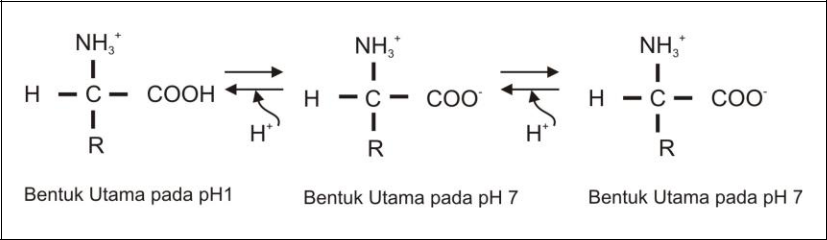 NH₃⁺ NH₃⁺ NH₃⁺
H C COOH H C COO⁻ H C COO⁻
H⁺ H⁺
R R R
Bentuk Utama pada pH1 Bentuk Utama pada pH 7 Bentuk Utama pada pH 7